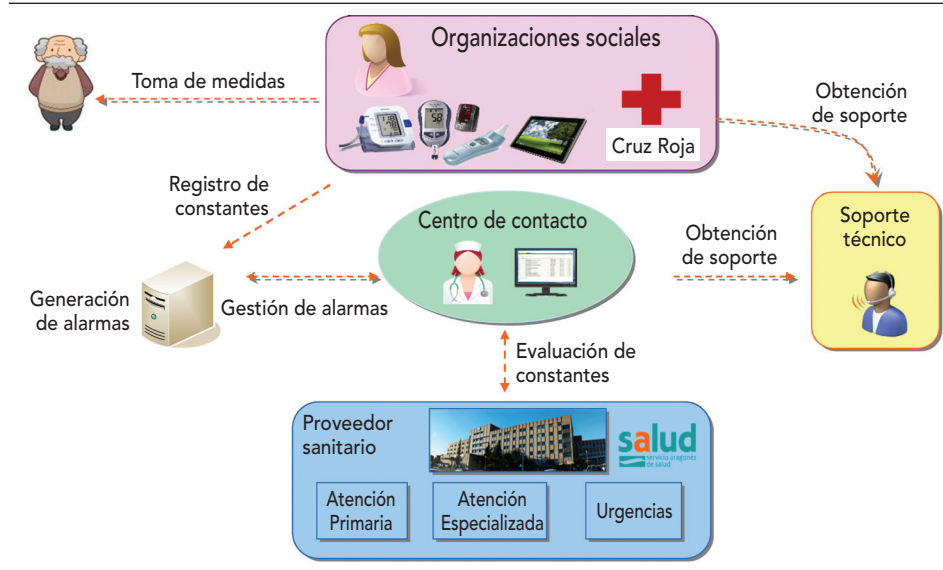 Organizaciones sociales
Toma de medidas
Cruz Roja
Obtención
de soporte
Registro de
constantes
Centro de contacto
Obtención
de soporte
Soporte
técnico
Generación
de alarmas
Gestión de alarmas
Evaluación de
constantes
Proveedor
sanitario
salud
servicio aragonés
de salud
Atención
Primaria
Atención
Especializada
Urgencias